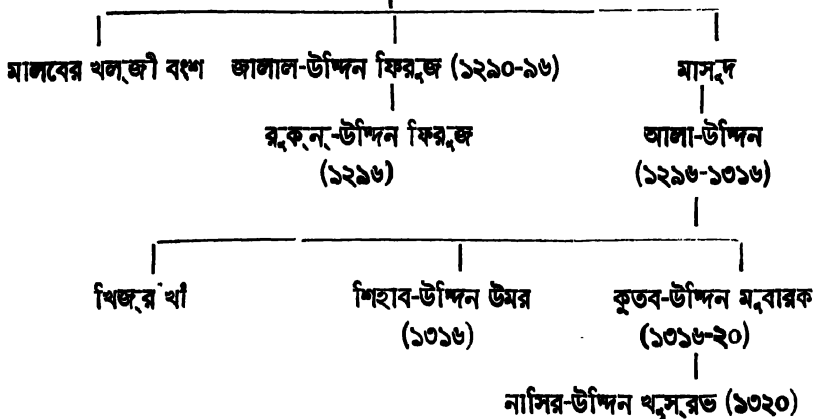 মালবের খল্‌জী বংশ জালাল-উদ্দিন ফিরুজ (১২৯০-৯৬) মাসুদ
রুক্‌ন্‌-উদ্দিন ফিরুজ আলা-উদ্দিন
(১২৯৬) (১২৯৬-১৩১৬)
খিজ্‌র খাঁ শিহাব-উদ্দিন উমর কুতব-উদ্দিন মুবারক
(১৩১৬) (১৩১৬-২০)
নাসির-উদ্দিন খুস্‌রভ (১৩২০)